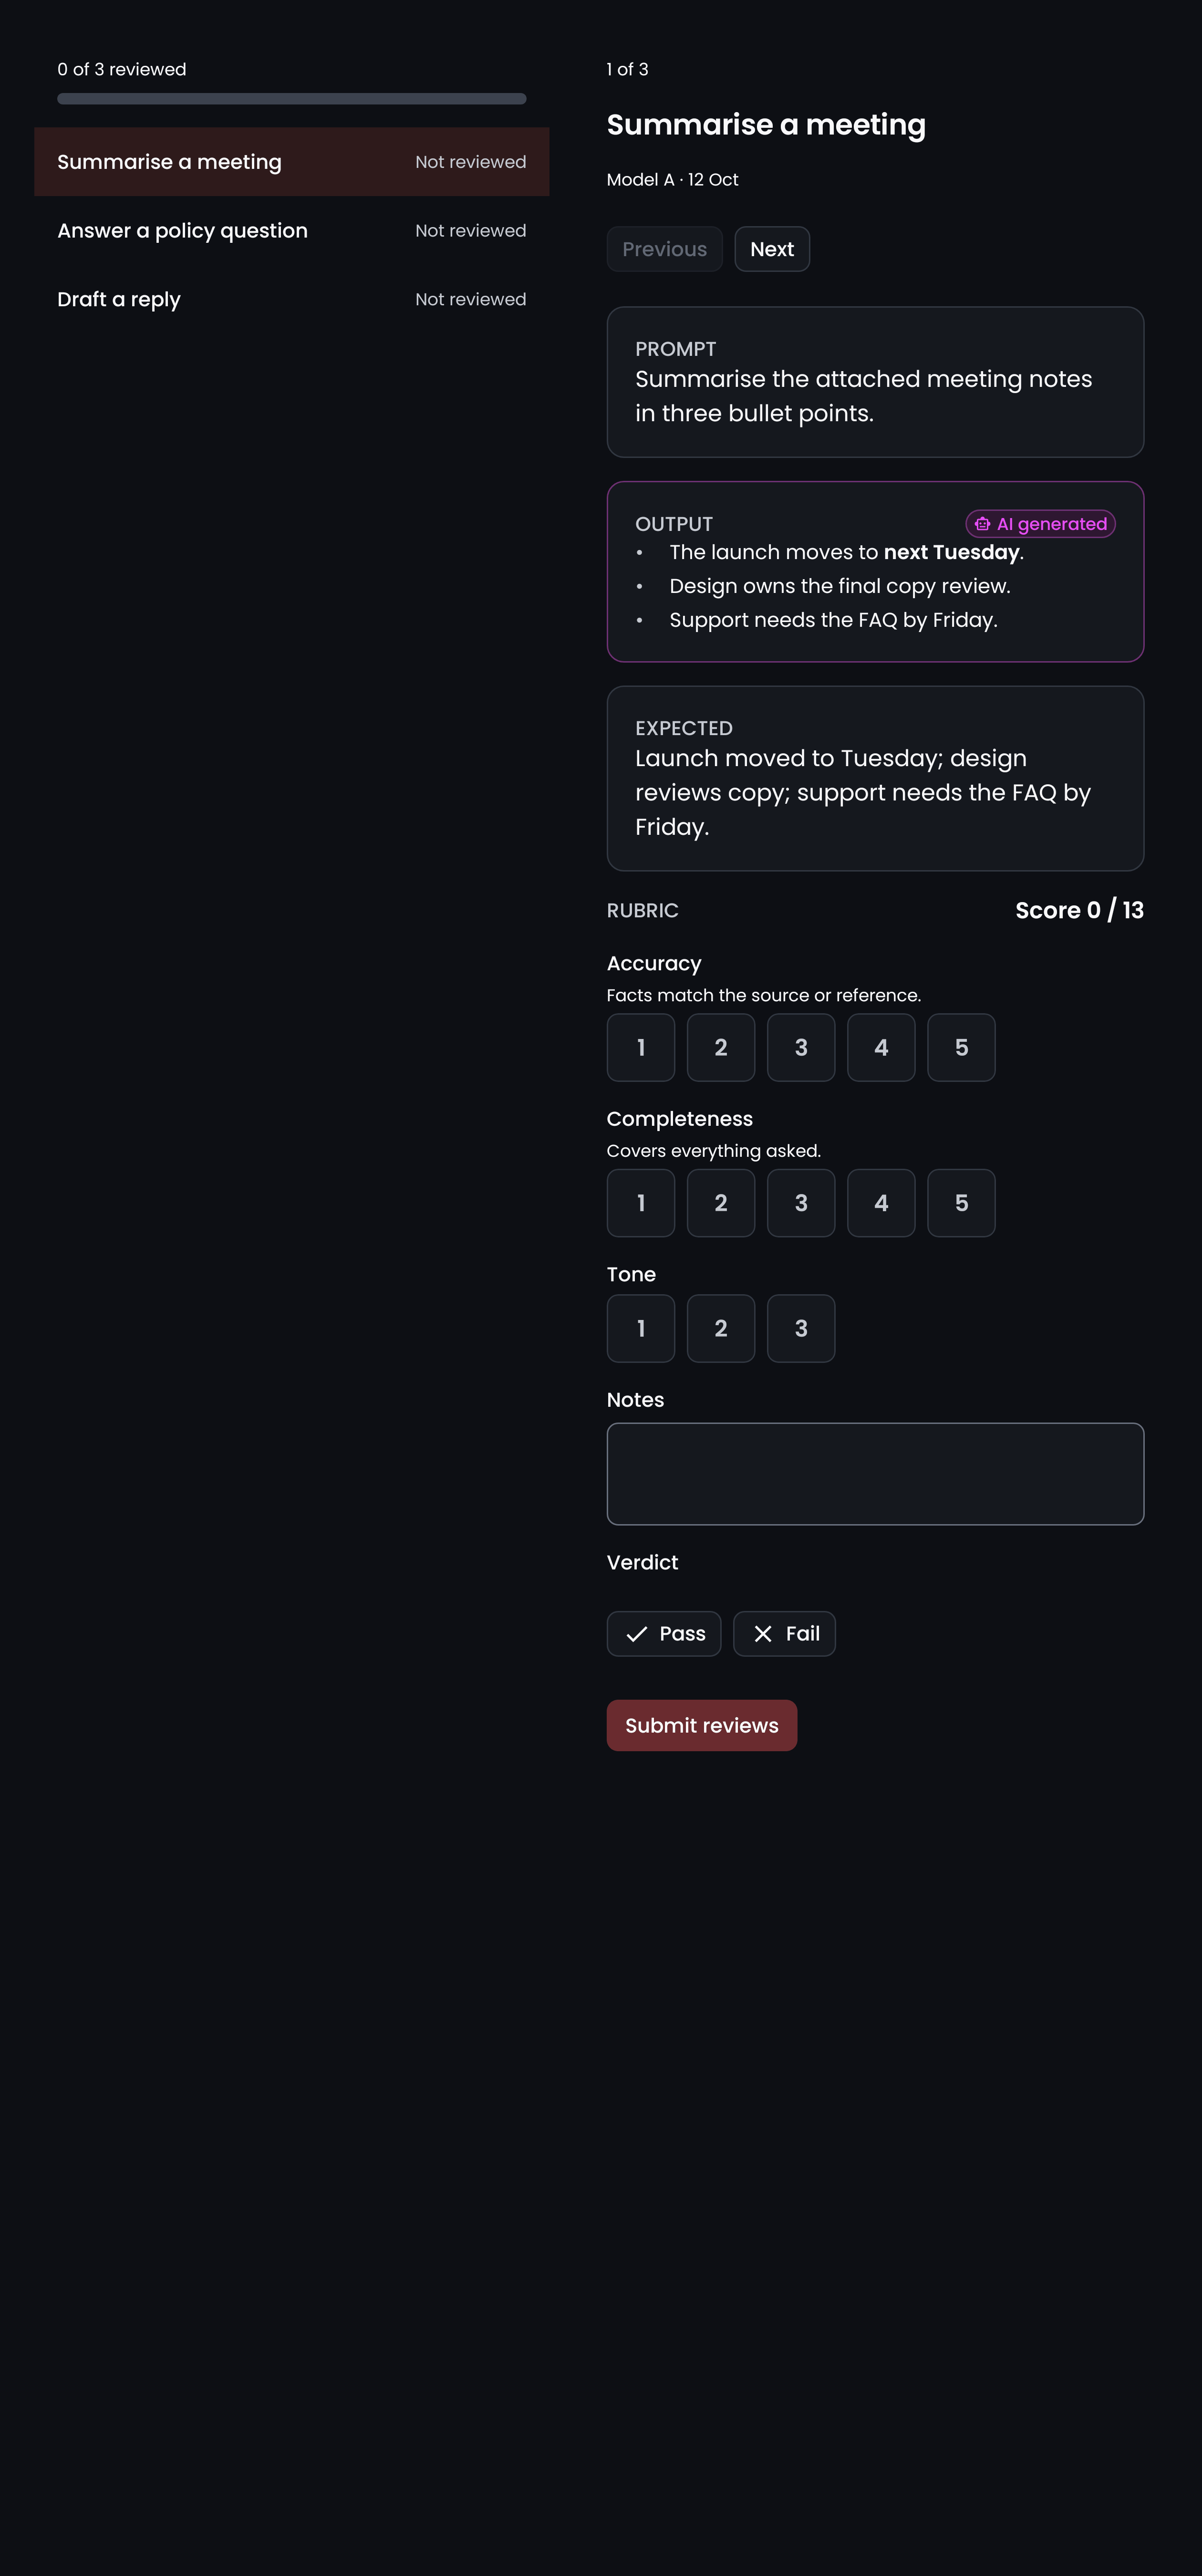 0 of 3 reviewed
Summarise a meeting
Not reviewed
Answer a policy question
Not reviewed
Draft a reply
Not reviewed
1 of 3
Summarise a meeting
Model A · 12 Oct
Previous
Next
PROMPT
Summarise the attached meeting notes
in three bullet points.
OUTPUT
AI generated
• The launch moves to next Tuesday.
• Design owns the final copy review.
• Support needs the FAQ by Friday.
EXPECTED
Launch moved to Tuesday; design
reviews copy; support needs the FAQ by
Friday.
RUBRIC
Score 0 / 13
Accuracy
Facts match the source or reference.
1 2 3 4 5
Completeness
Covers everything asked.
1 2 3 4 5
Tone
1 2 3
Notes
Verdict
Pass
Fail
Submit reviews